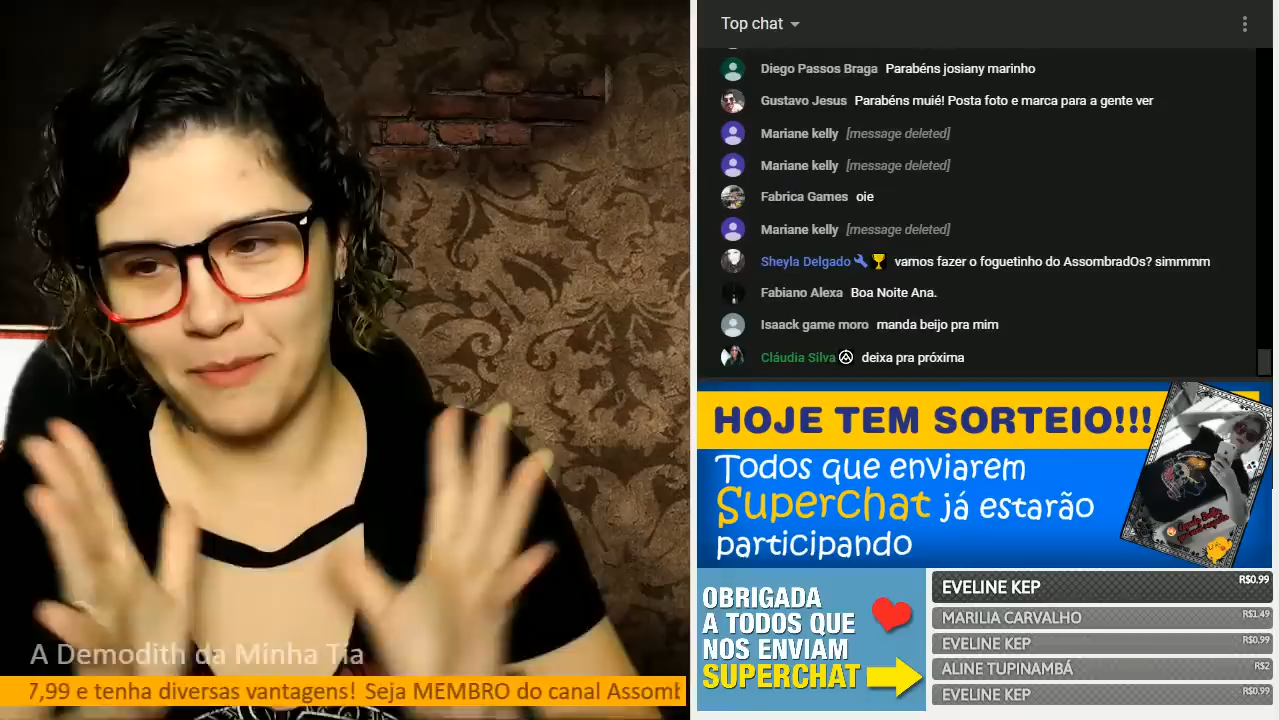 Top chat
Diego Passos Braga Parabéns josiany marinho
Gustavo Jesus Parabéns muié! Posta foto e marca para a gente ver
Mariane kelly [message deleted]
Mariane kelly [message deleted]
Fabrica Games oie
Mariane kelly [message deleted]
Sheyla Delgado vamos fazer o foguetinho do AssombradOs? simmmm
Fabiano Alexa Boa Noite Ana.
Isaack game moro manda beijo pra mim
Cláudia Silva deixa pra próxima
HOJE TEM SORTEIO!!!
Todos que enviarem
Superchat já estarão
participando
OBRIGADA
A TODOS QUE
NOS ENVIAM
SUPERCHAT
EVELINE KEP R$0.99
MARILIA CARVALHO R$1.49
EVELINE KEP R$0.99
ALINE TUPINAMBÁ R$2
EVELINE KEP R$0.99
A Demodith da Minha Tia
7,99 e tenha diversas vantagens! Seja MEMBRO do canal Assomb